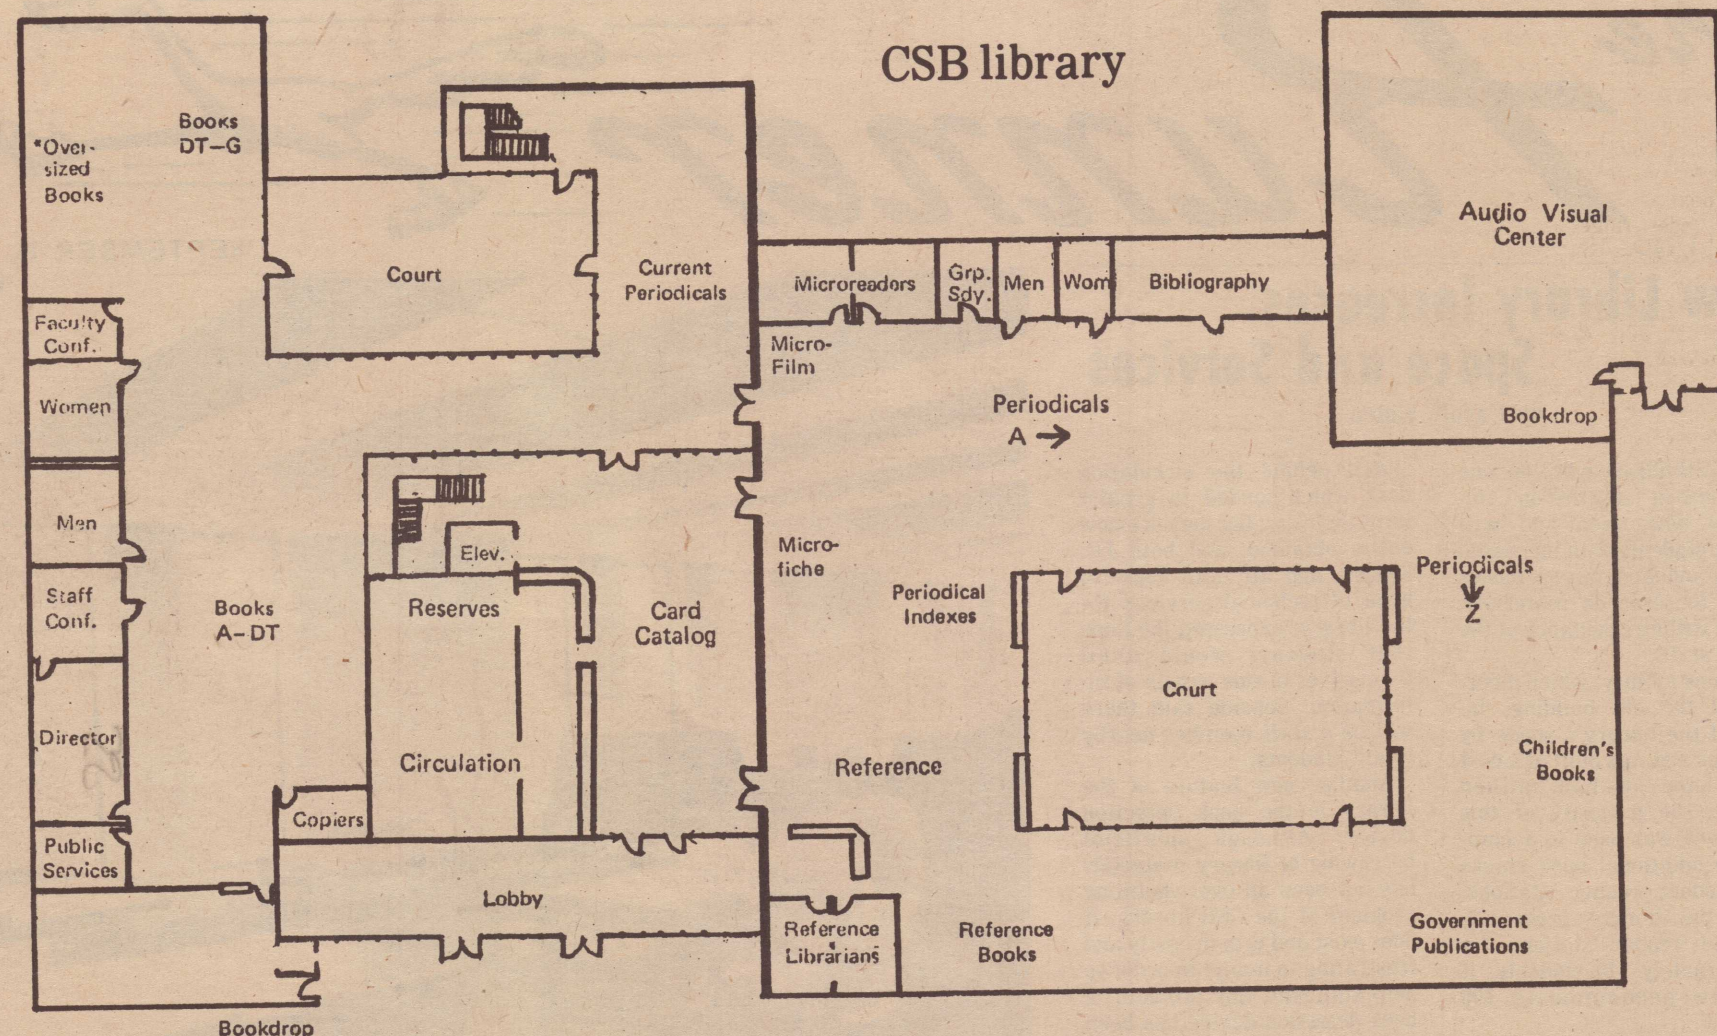 CSB library
*Over-
sized
Books
Books
DT-G
Court
Current
Periodicals
Microreaders
Grp.
Sdy.
Men
Wom
Bibliography
Audio Visual
Center
Faculty
Conf.
Women
Men
Staff
Conf.
Director
Public
Services
Books
A-DT
Elev.
Reserves
Circulation
Card
Catalog
Copiers
Lobby
Bookdrop
Micro-
Film
Periodicals
A →
Bookdrop
Micro-
fiche
Periodical
Indexes
Periodicals
↓
Z
Court
Reference
Children's
Books
Reference
Librarians
Reference
Books
Government
Publications